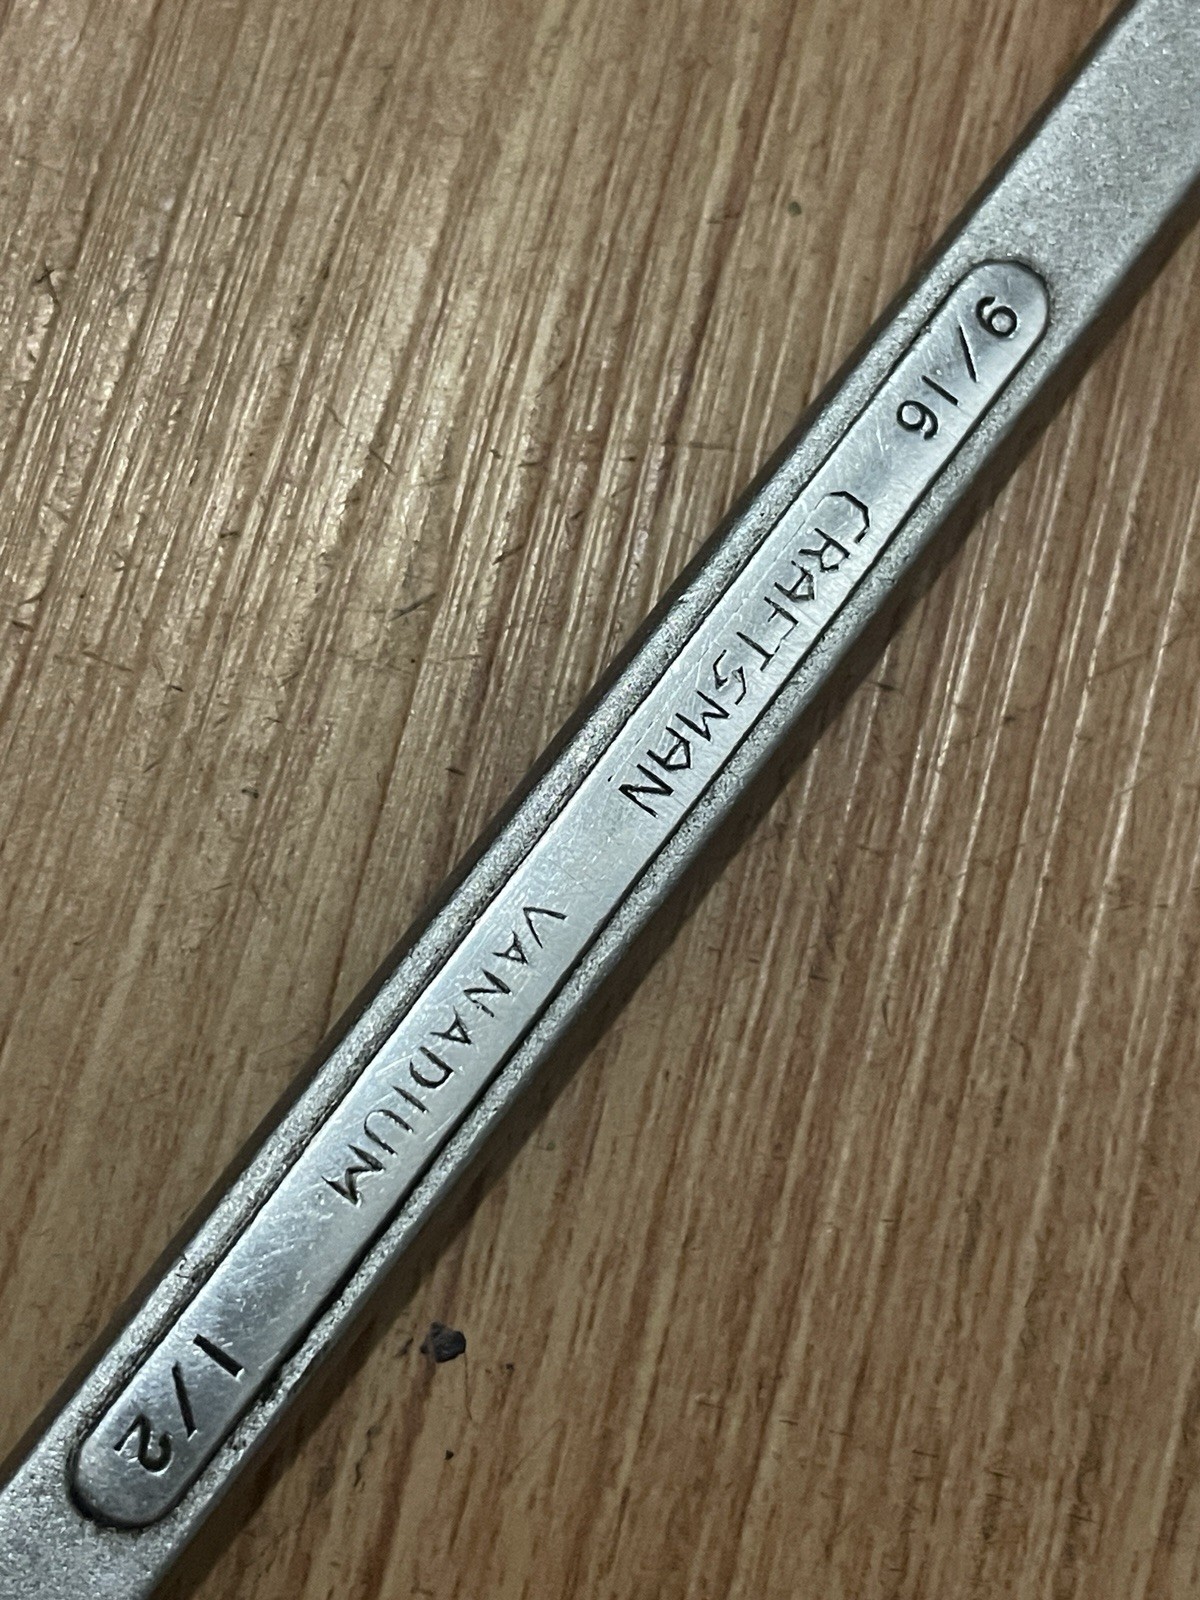 9/16 CRAFTSMAN VANADIUM 1/2